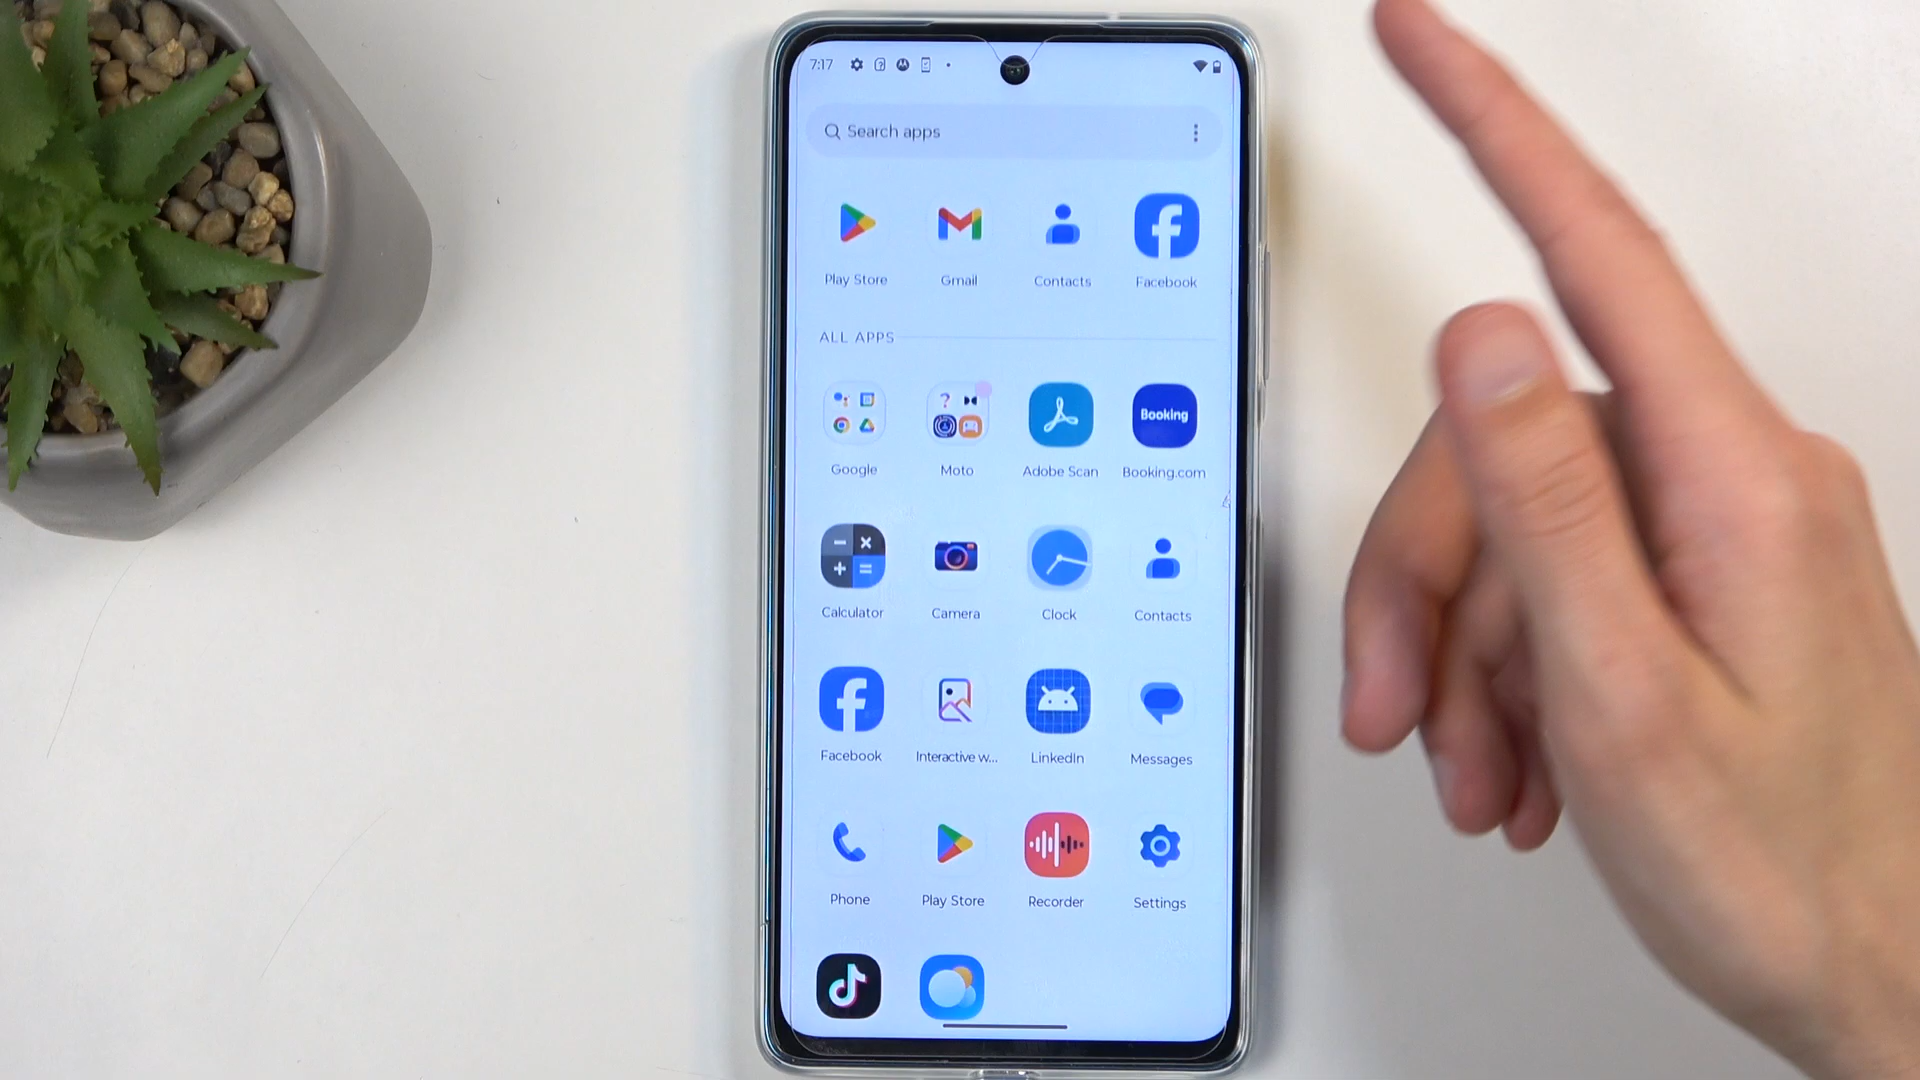 7:17
Search apps
Play Store Gmail Contacts Facebook
ALL APPS
Booking
Google Moto Adobe Scan Booking.com
Calculator Camera Clock Contacts
Facebook Interactive w... LinkedIn Messages
Phone Play Store Recorder Settings